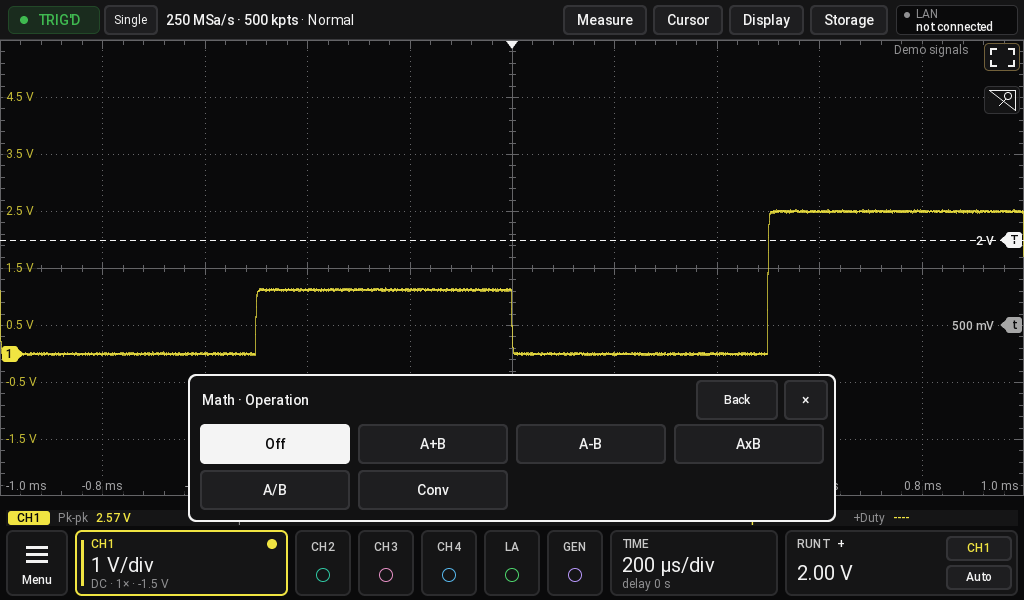 TRIG'D
Single
250 MSa/s · 500 kpts · Normal
Measure
Cursor
Display
Storage
LAN
not connected
Demo signals
4.5 V
3.5 V
2.5 V
2 V
T
1.5 V
0.5 V
500 mV
t
1
-0.5 V
-1.5 V
Math · Operation
Back
×
Off
A+B
A-B
AxB
A/B
Conv
-1.0 ms
-0.8 ms
0.8 ms
1.0 ms
CH1
Pk-pk
2.57 V
+Duty
----
Menu
CH1
1 V/div
DC · 1× · -1.5 V
CH2
CH3
CH4
LA
GEN
TIME
200 µs/div
delay 0 s
RUNT +
2.00 V
CH1
Auto